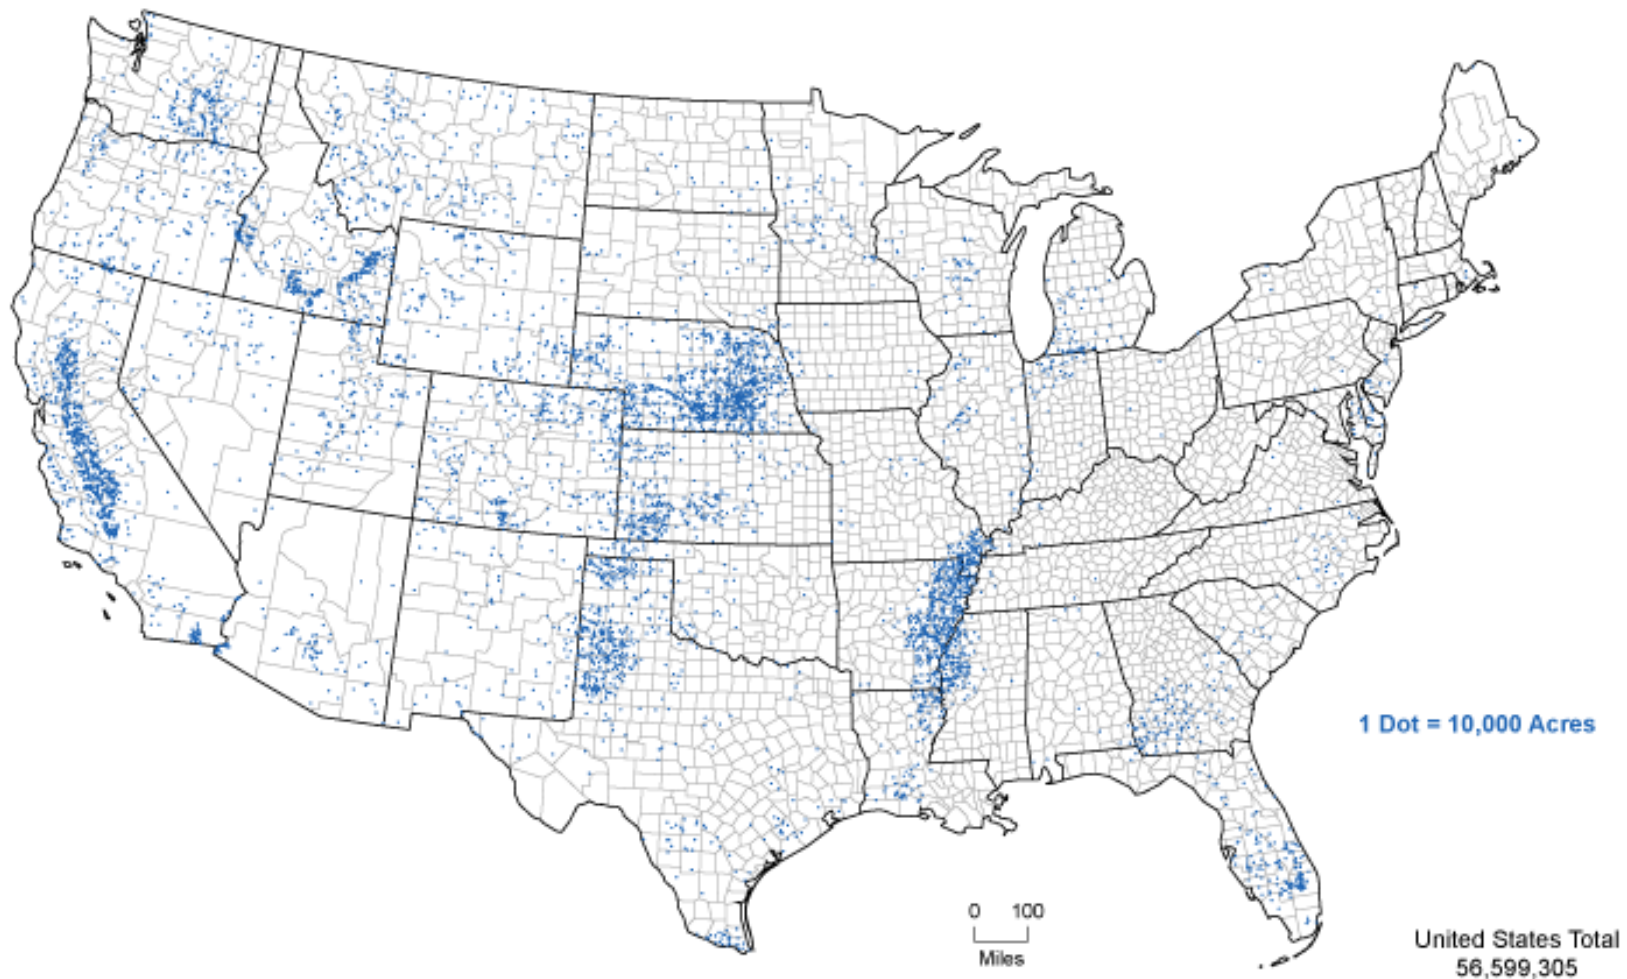 1 Dot = 10,000 Acres
0 100
Miles
United States Total
56,599,305